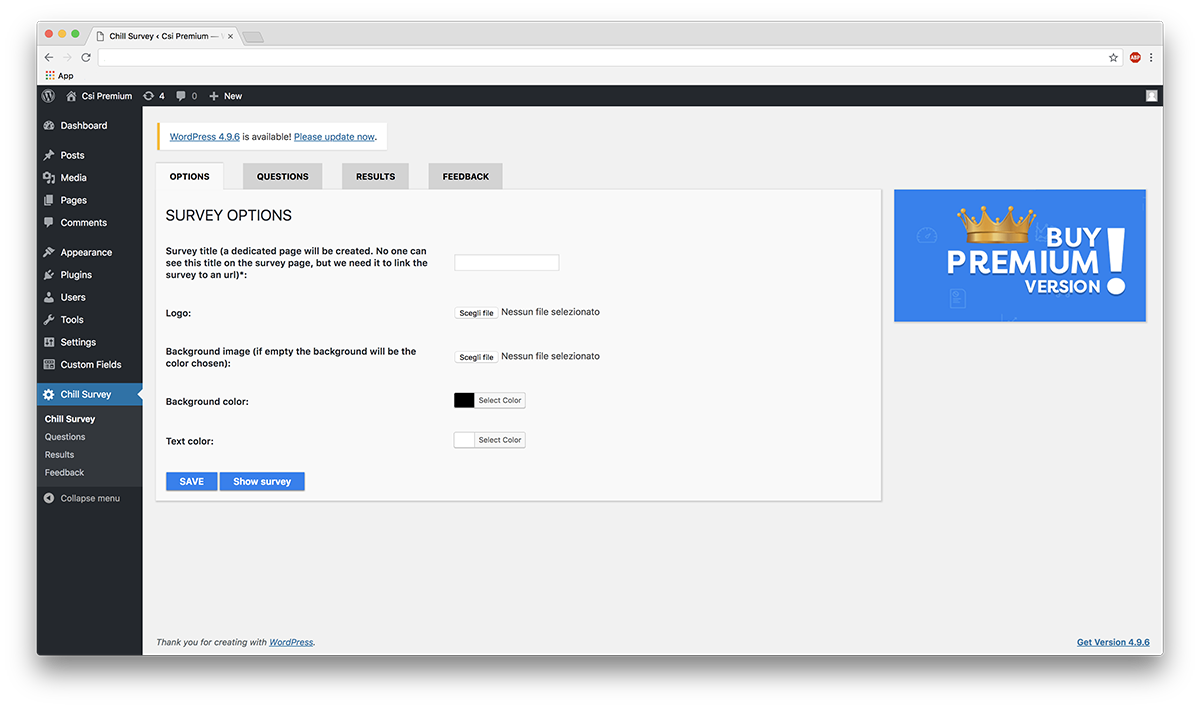 Chill Survey ‹ Csi Premium —
App
Csi Premium 4 0 New
Dashboard
Posts
Media
Pages
Comments
Appearance
Plugins
Users
Tools
Settings
Custom Fields
Chill Survey
Chill Survey
Questions
Results
Feedback
Collapse menu
WordPress 4.9.6 is available! Please update now.
OPTIONS QUESTIONS RESULTS FEEDBACK
SURVEY OPTIONS
Survey title (a dedicated page will be created. No one can
see this title on the survey page, but we need it to link the
survey to an url)*:
Logo:
Scegli file Nessun file selezionato
Background image (if empty the background will be the
color chosen):
Scegli file Nessun file selezionato
Background color:
Select Color
Text color:
Select Color
SAVE Show survey
BUY
PREMIUM
VERSION !
Thank you for creating with WordPress.
Get Version 4.9.6
ABP